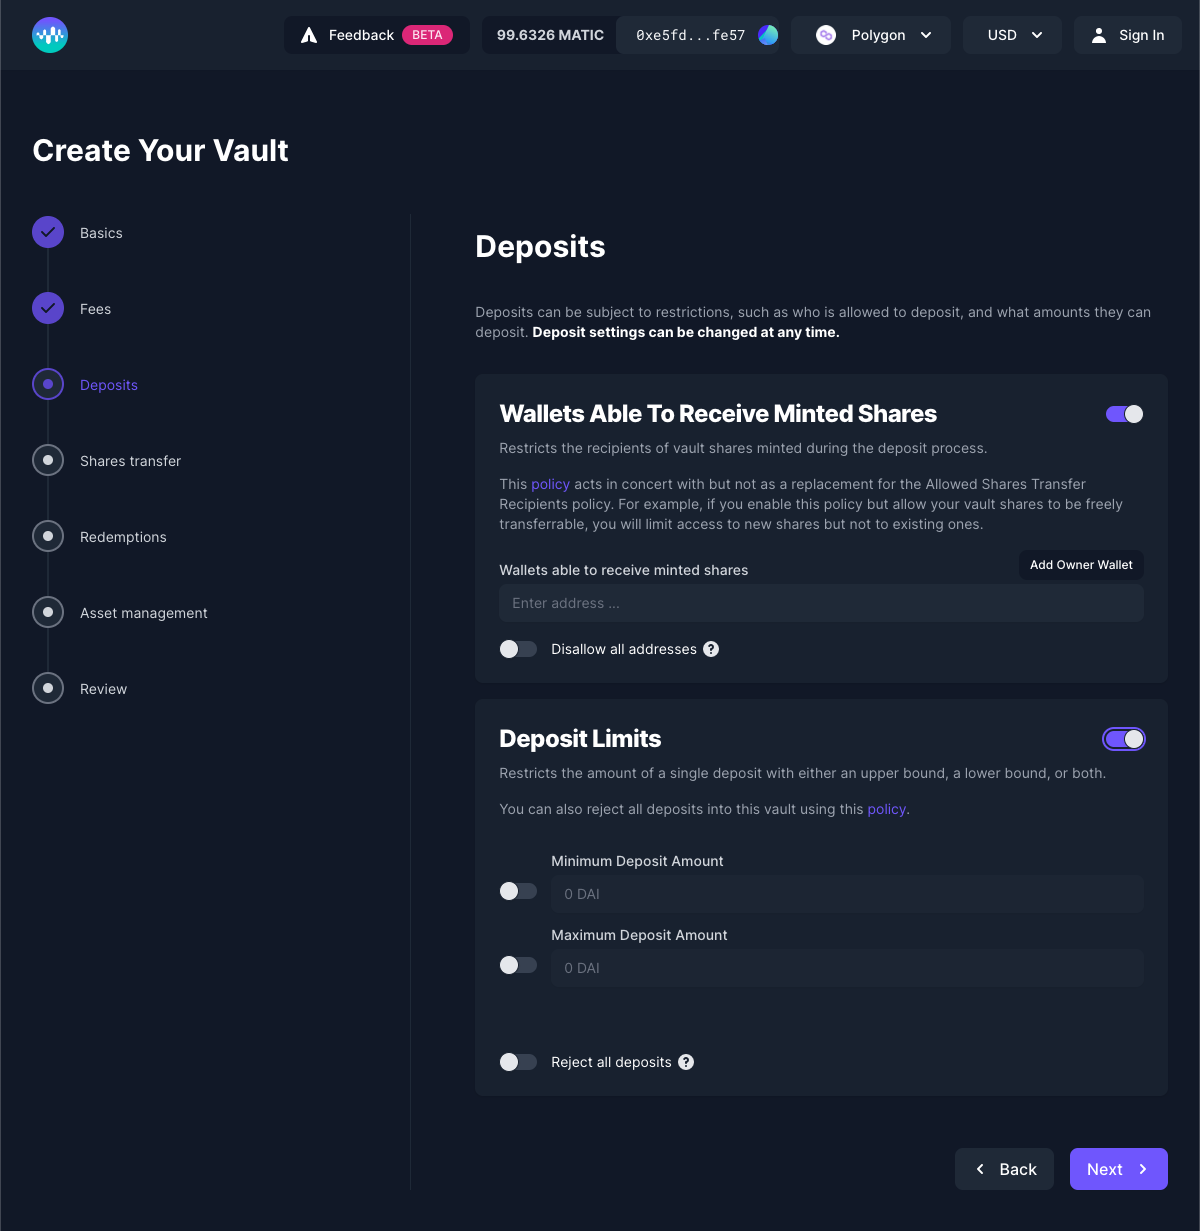 Feedback BETA 99.6326 MATIC 0xe5fd...fe57 Polygon USD Sign In
Create Your Vault
Basics
Fees
Deposits
Shares transfer
Redemptions
Asset management
Review
Deposits
Deposits can be subject to restrictions, such as who is allowed to deposit, and what amounts they can
deposit. Deposit settings can be changed at any time.
Wallets Able To Receive Minted Shares
Restricts the recipients of vault shares minted during the deposit process.
This policy acts in concert with but not as a replacement for the Allowed Shares Transfer
Recipients policy. For example, if you enable this policy but allow your vault shares to be freely
transferrable, you will limit access to new shares but not to existing ones.
Wallets able to receive minted shares
Add Owner Wallet
Enter address ...
Disallow all addresses ?
Deposit Limits
Restricts the amount of a single deposit with either an upper bound, a lower bound, or both.
You can also reject all deposits into this vault using this policy.
Minimum Deposit Amount
0 DAI
Maximum Deposit Amount
0 DAI
Reject all deposits ?
Back
Next